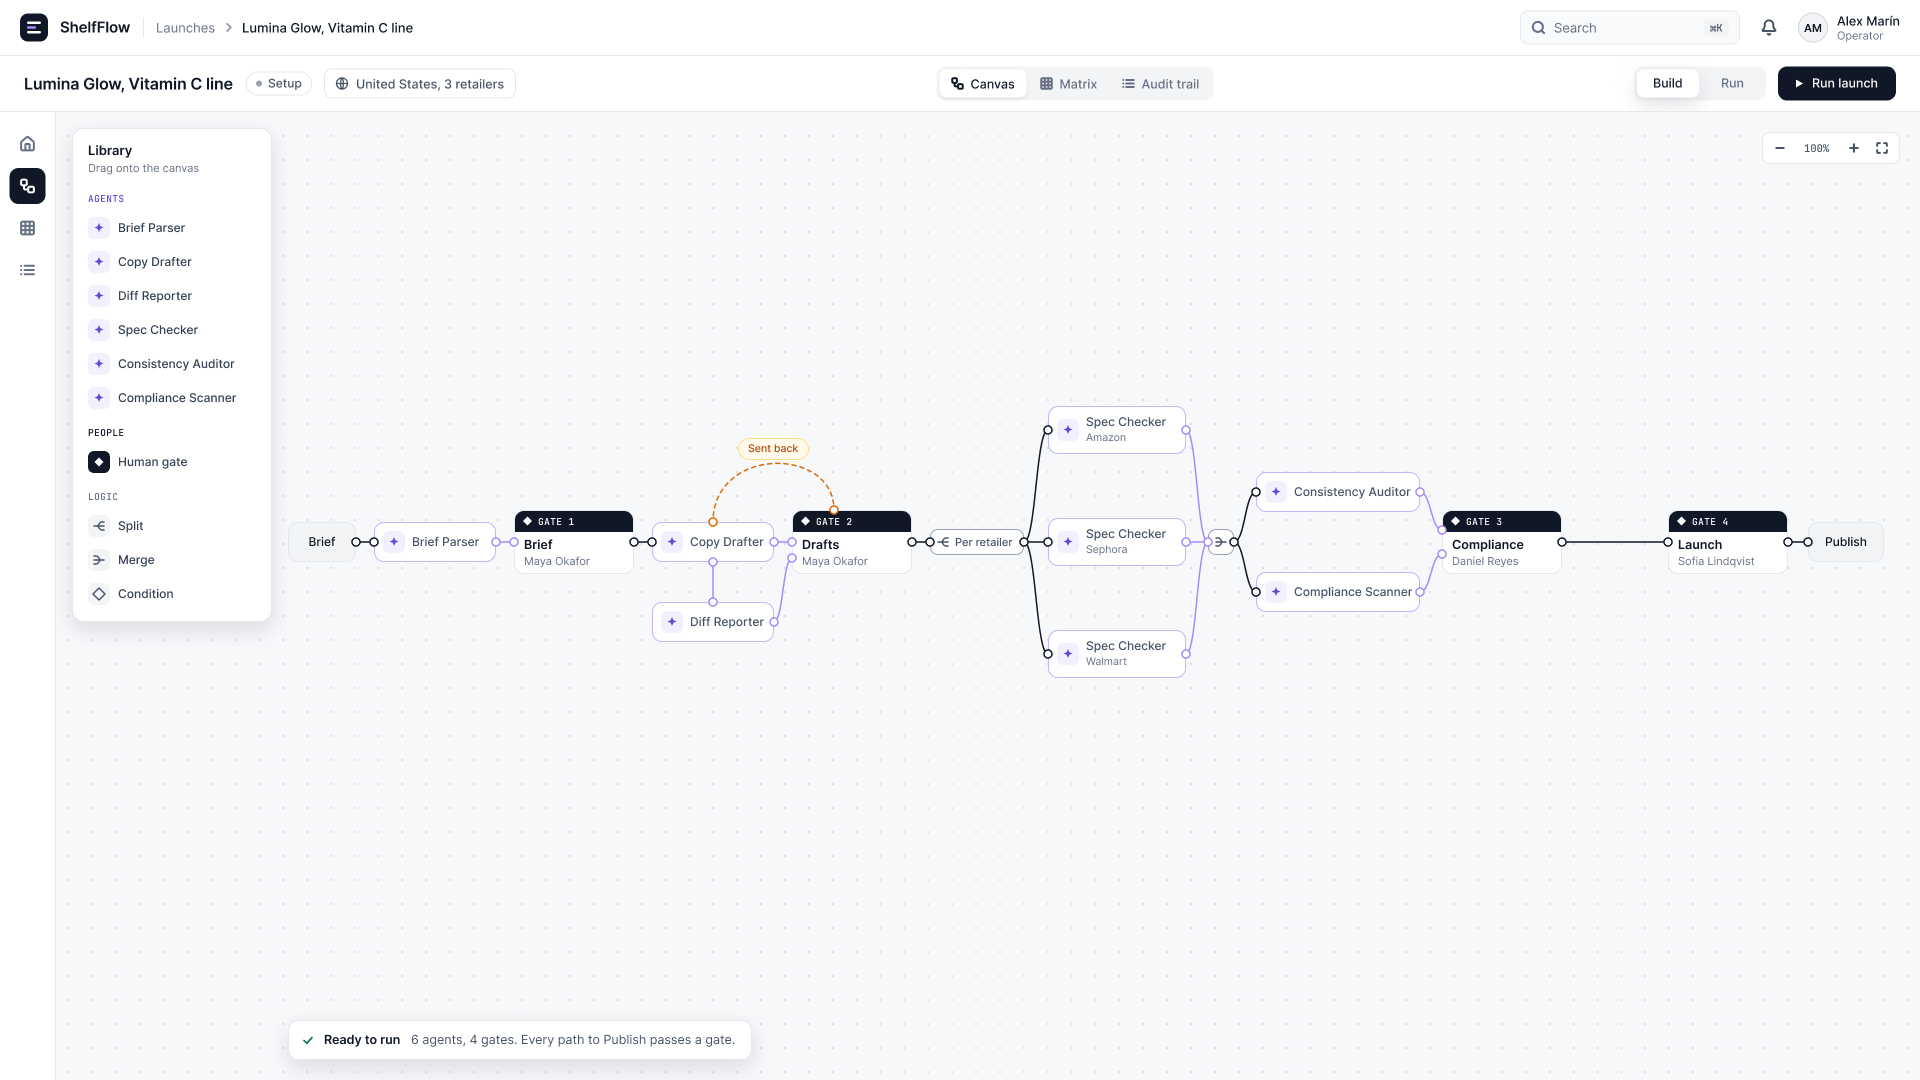 ShelfFlow
Launches
Lumina Glow, Vitamin C line
Search
⌘K
AM
Alex Marín
Operator
Lumina Glow, Vitamin C line
Setup
United States, 3 retailers
Canvas
Matrix
Audit trail
Build
Run
Run launch
Library
Drag onto the canvas
AGENTS
Brief Parser
Copy Drafter
Diff Reporter
Spec Checker
Consistency Auditor
Compliance Scanner
PEOPLE
Human gate
LOGIC
Split
Merge
Condition
100%
Brief
Brief Parser
GATE 1
Brief
Maya Okafor
Sent back
Copy Drafter
Diff Reporter
GATE 2
Drafts
Maya Okafor
Per retailer
Spec Checker
Amazon
Spec Checker
Sephora
Spec Checker
Walmart
Consistency Auditor
Compliance Scanner
GATE 3
Compliance
Daniel Reyes
GATE 4
Launch
Sofia Lindqvist
Publish
Ready to run
6 agents, 4 gates. Every path to Publish passes a gate.